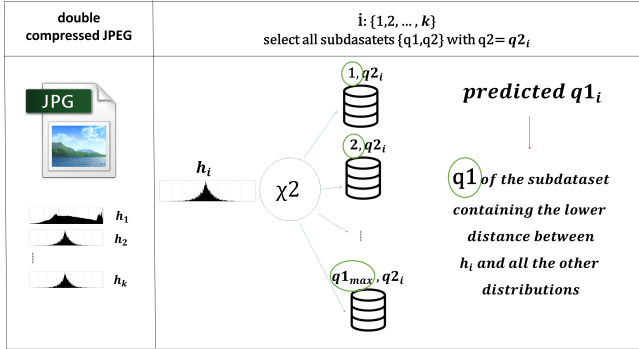 double
compressed JPEG
i: {1,2, … , k}
select all subdasatets {q1,q2} with q2= q2i
JPG
h1
h2
hk
hi
χ2
1, q2i
2, q2i
q1max , q2i
predicted q1i
q1 of the subdataset
containing the lower
distance between
hi and all the other
distributions